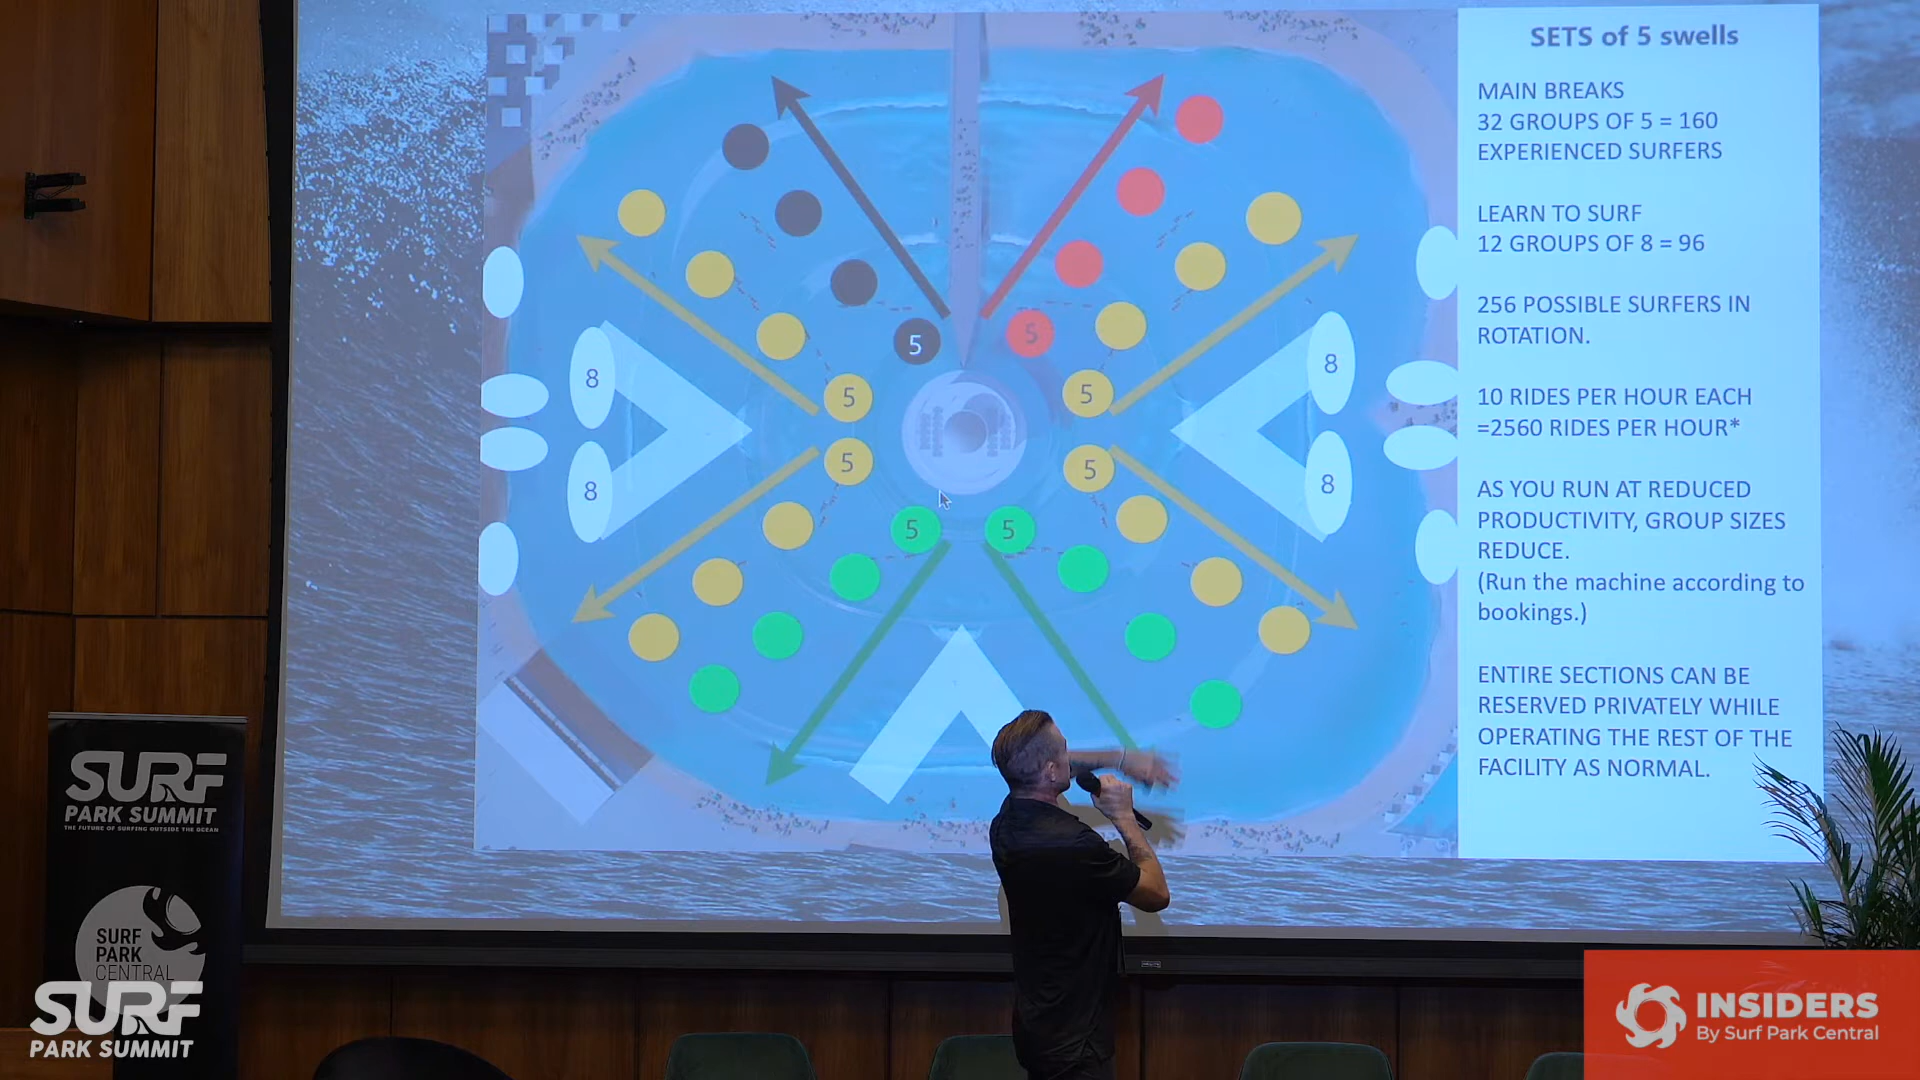 SETS of 5 swells
MAIN BREAKS
32 GROUPS OF 5 = 160
EXPERIENCED SURFERS
LEARN TO SURF
12 GROUPS OF 8 = 96
256 POSSIBLE SURFERS IN
ROTATION.
10 RIDES PER HOUR EACH
=2560 RIDES PER HOUR*
AS YOU RUN AT REDUCED
PRODUCTIVITY, GROUP SIZES
REDUCE.
(Run the machine according to
bookings.)
ENTIRE SECTIONS CAN BE
RESERVED PRIVATELY WHILE
OPERATING THE REST OF THE
FACILITY AS NORMAL.
5
5
5
5
8
8
5
5
8
8
5
5
SURF
PARK SUMMIT
THE FUTURE OF SURFING OUTSIDE THE OCEAN
SURF
PARK
CENTRAL
SURF
PARK SUMMIT
INSIDERS
By Surf Park Central